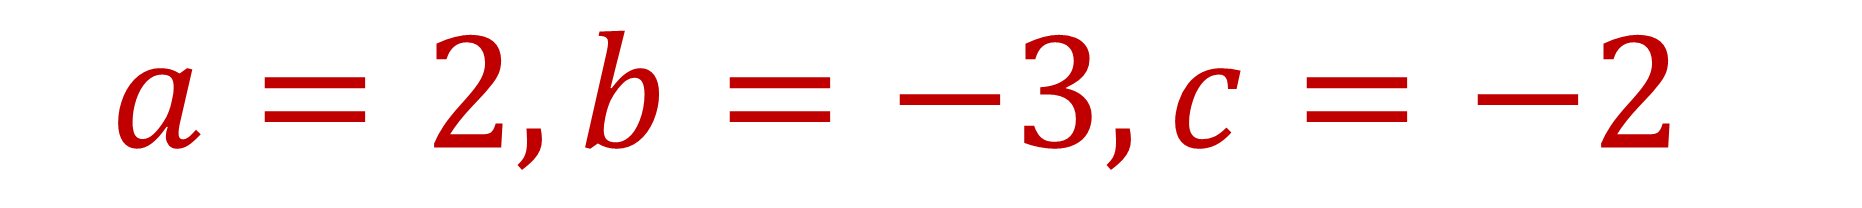 a = 2, b = −3, c = −2